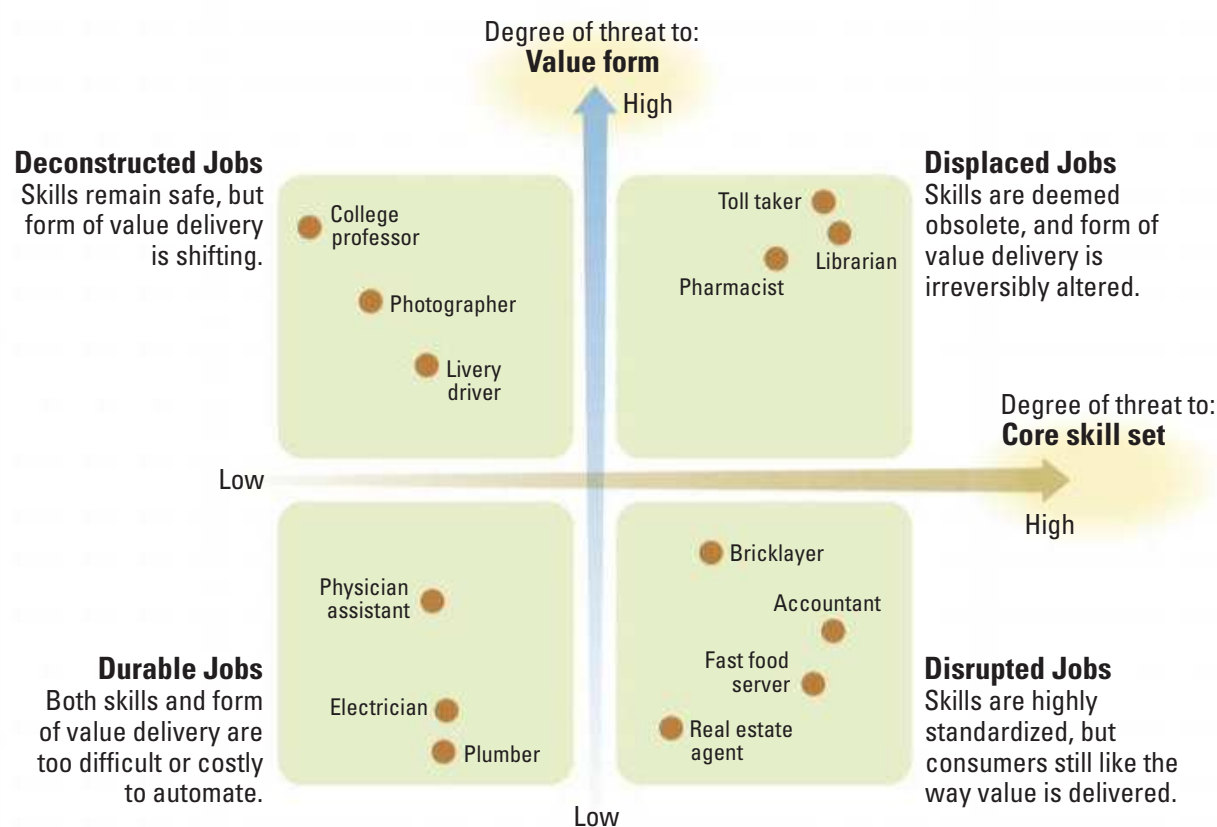 Degree of threat to:
Value form
High
Deconstructed Jobs
Skills remain safe, but
form of value delivery
is shifting.
College
professor
Photographer
Livery
driver
Displaced Jobs
Skills are deemed
obsolete, and form of
value delivery is
irreversibly altered.
Toll taker
Librarian
Pharmacist
Degree of threat to:
Core skill set
Low
High
Durable Jobs
Both skills and form
of value delivery are
too difficult or costly
to automate.
Physician
assistant
Electrician
Plumber
Bricklayer
Accountant
Fast food
server
Real estate
agent
Disrupted Jobs
Skills are highly
standardized, but
consumers still like the
way value is delivered.
Low